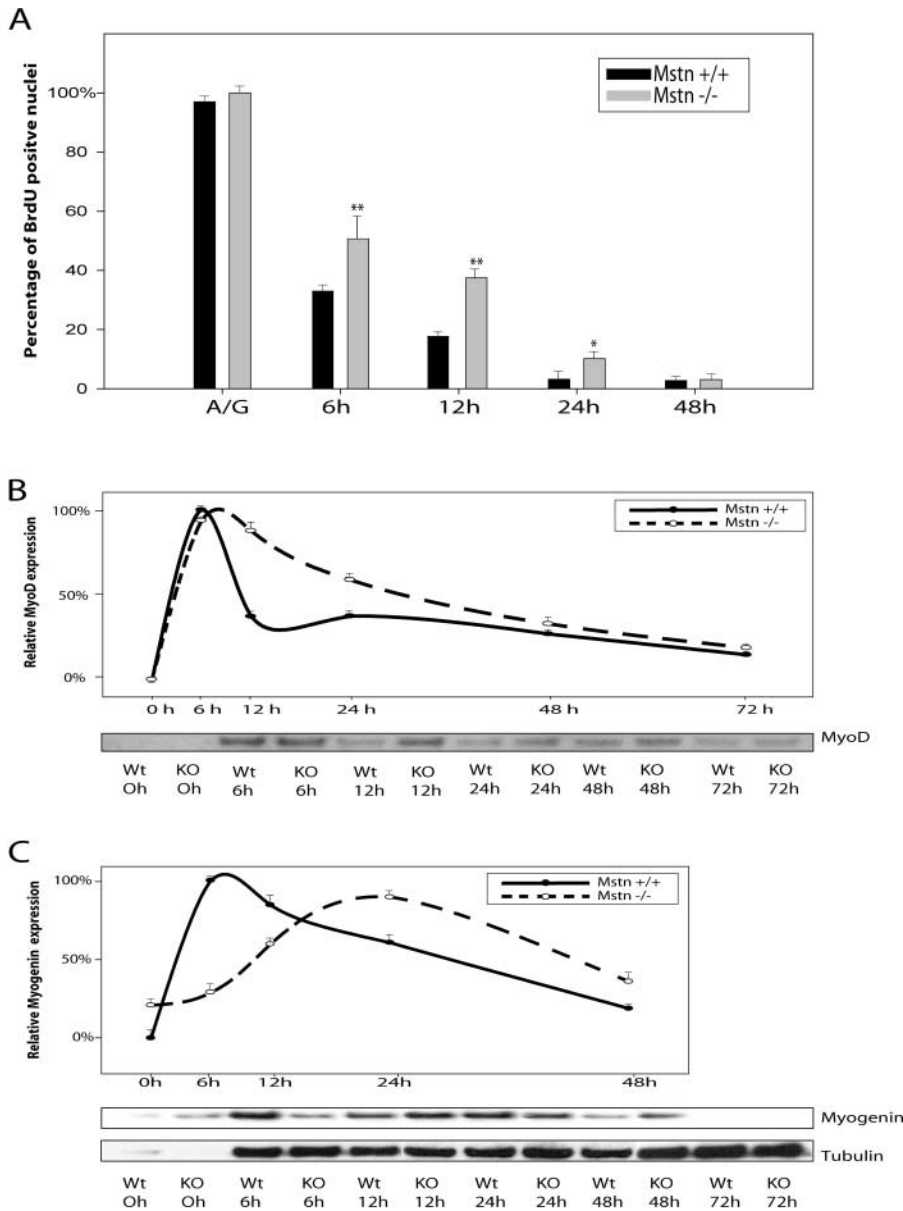 A
Percentage of BrdU positve nuclei
100%
80
60
40
20
0
Mstn +/+
Mstn -/-
**
**
*
A/G 6h 12h 24h 48h
B
Relative MyoD expression
100%
50%
0%
Mstn +/+
Mstn -/-
0 h 6 h 12 h 24 h 48 h 72 h
MyoD
Wt KO Wt KO Wt KO Wt KO Wt KO Wt KO
Oh Oh 6h 6h 12h 12h 24h 24h 48h 48h 72h 72h
C
Relative Myogenin expression
100%
50%
0%
Mstn +/+
Mstn -/-
0h 6h 12h 24h 48h
Myogenin
Tubulin
Wt KO Wt KO Wt KO Wt KO Wt KO Wt KO
Oh Oh 6h 6h 12h 12h 24h 24h 48h 48h 72h 72h